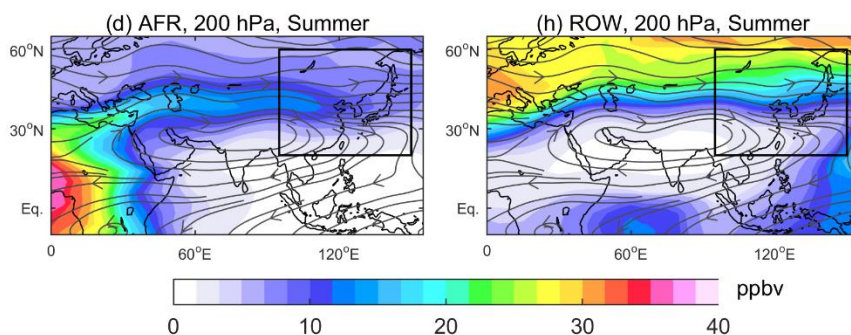 (d) AFR, 200 hPa, Summer
(h) ROW, 200 hPa, Summer
60°N
30°N
Eq.
0
60°E
120°E
60°N
30°N
Eq.
0
60°E
120°E
ppbv
0
10
20
30
40